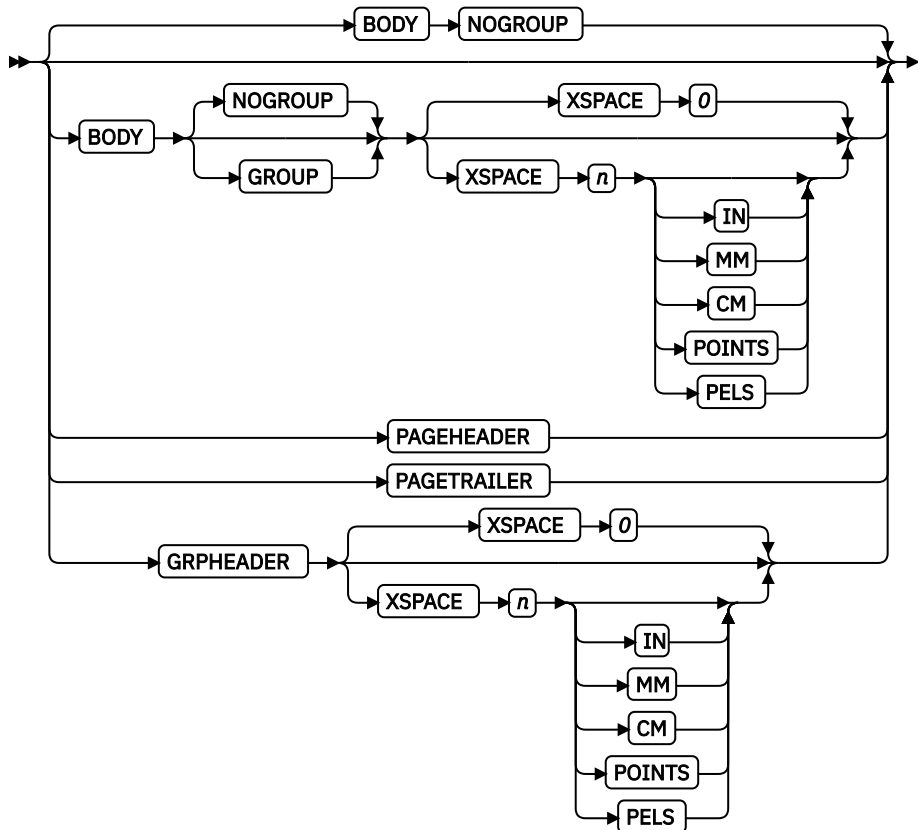 BODY NOGROUP
NOGROUP XSPACE 0
BODY
GROUP XSPACE n
IN
MM
CM
POINTS
PELS
PAGEHEADER
PAGETRAILER
XSPACE 0
GRPHEADER
XSPACE n
IN
MM
CM
POINTS
PELS